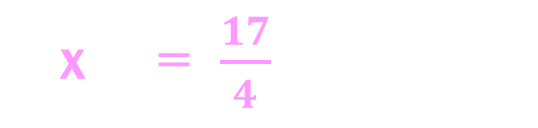 x = 17/4